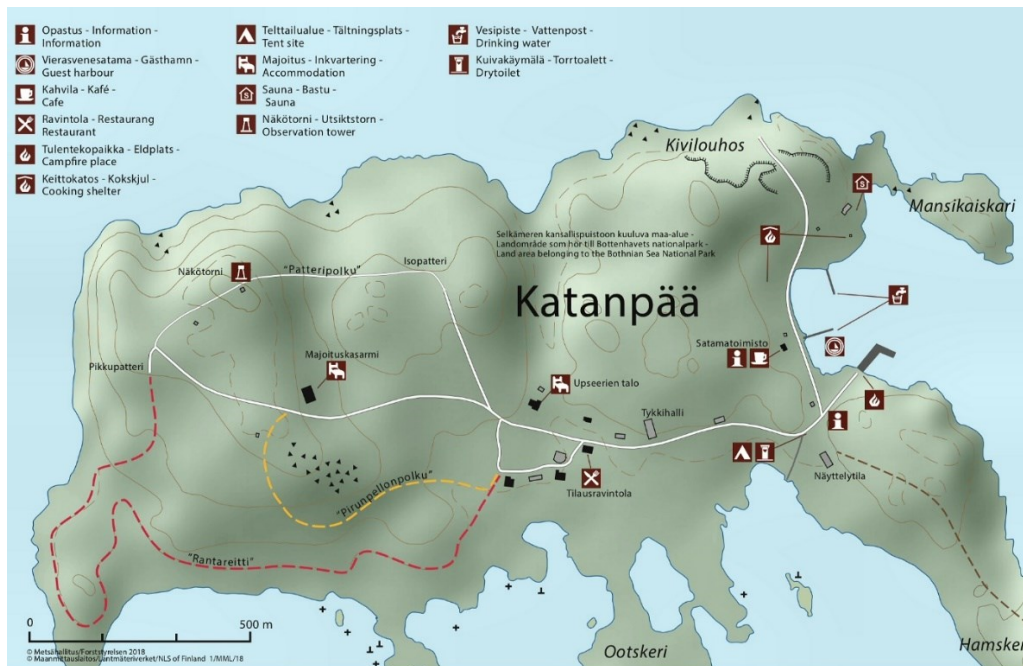 Opastus - Information -
Information
Vierasvenesatama - Gästhamn -
Guest harbour
Kahvila - Kafé -
Cafe
Ravintola - Restaurang
Restaurant
Tulentekopaikka - Eldplats -
Campfire place
Keittokatos - Kokskjul -
Cooking shelter
Telttailualue - Tältningsplats -
Tent site
Majoitus - Inkvartering -
Accommodation
Sauna - Bastu -
Sauna
Näkötorni - Utsiktstorn -
Observation tower
Vesipiste - Vattenpost -
Drinking water
Kuivakäymälä - Torrtoalett -
Drytoilet
Kivilouhos
S
Mansikaiskari
Selkämeren kansallispuistoon kuuluva maa-alue -
Landområde som hör till Bottenhavets nationalpark -
Land area belonging to the Bothnian Sea National Park
Isopatteri
"Patteripolku"
Näkötorni
Katanpää
Satamatoimisto
Majoituskasarmi
Pikkupatteri
Upseerien talo
Tykkihalli
"Pirunpellonpolku"
Tilausravintola
Näyttelytila
"Rantareitti"
0
500 m
© Metsähallitus/Forststyrelsen 2018
© Maanmittauslaitos/Lantmäteriverket/NLS of Finland 1/MML/18
Ootskeri
Hamsker